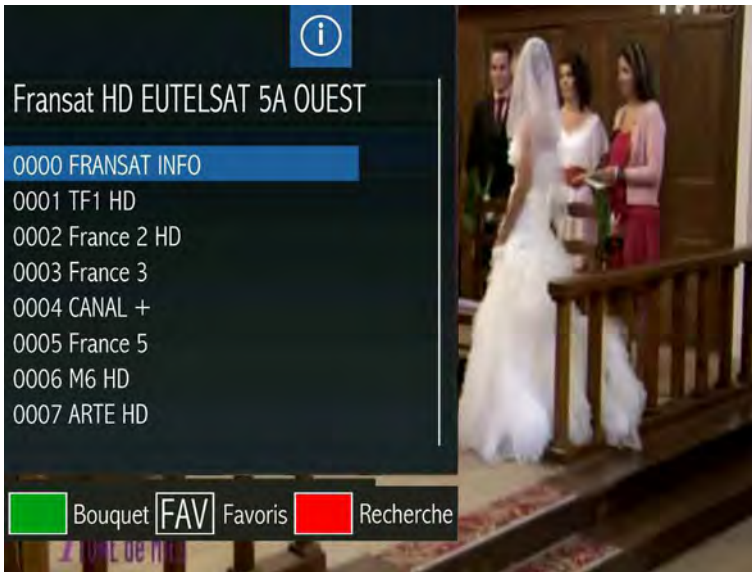 i
Fransat HD EUTELSAT 5A OUEST
0000 FRANSAT INFO
0001 TF1 HD
0002 France 2 HD
0003 France 3
0004 CANAL +
0005 France 5
0006 M6 HD
0007 ARTE HD
Bouquet FAV Favoris Recherche